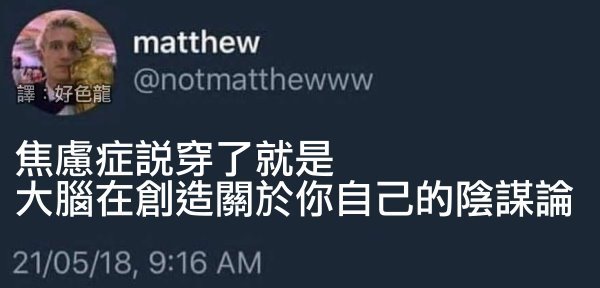 matthew
@notmatthewww
譯：好色龍
焦慮症説穿了就是
大腦在創造關於你自己的陰謀論
21/05/18, 9:16 AM